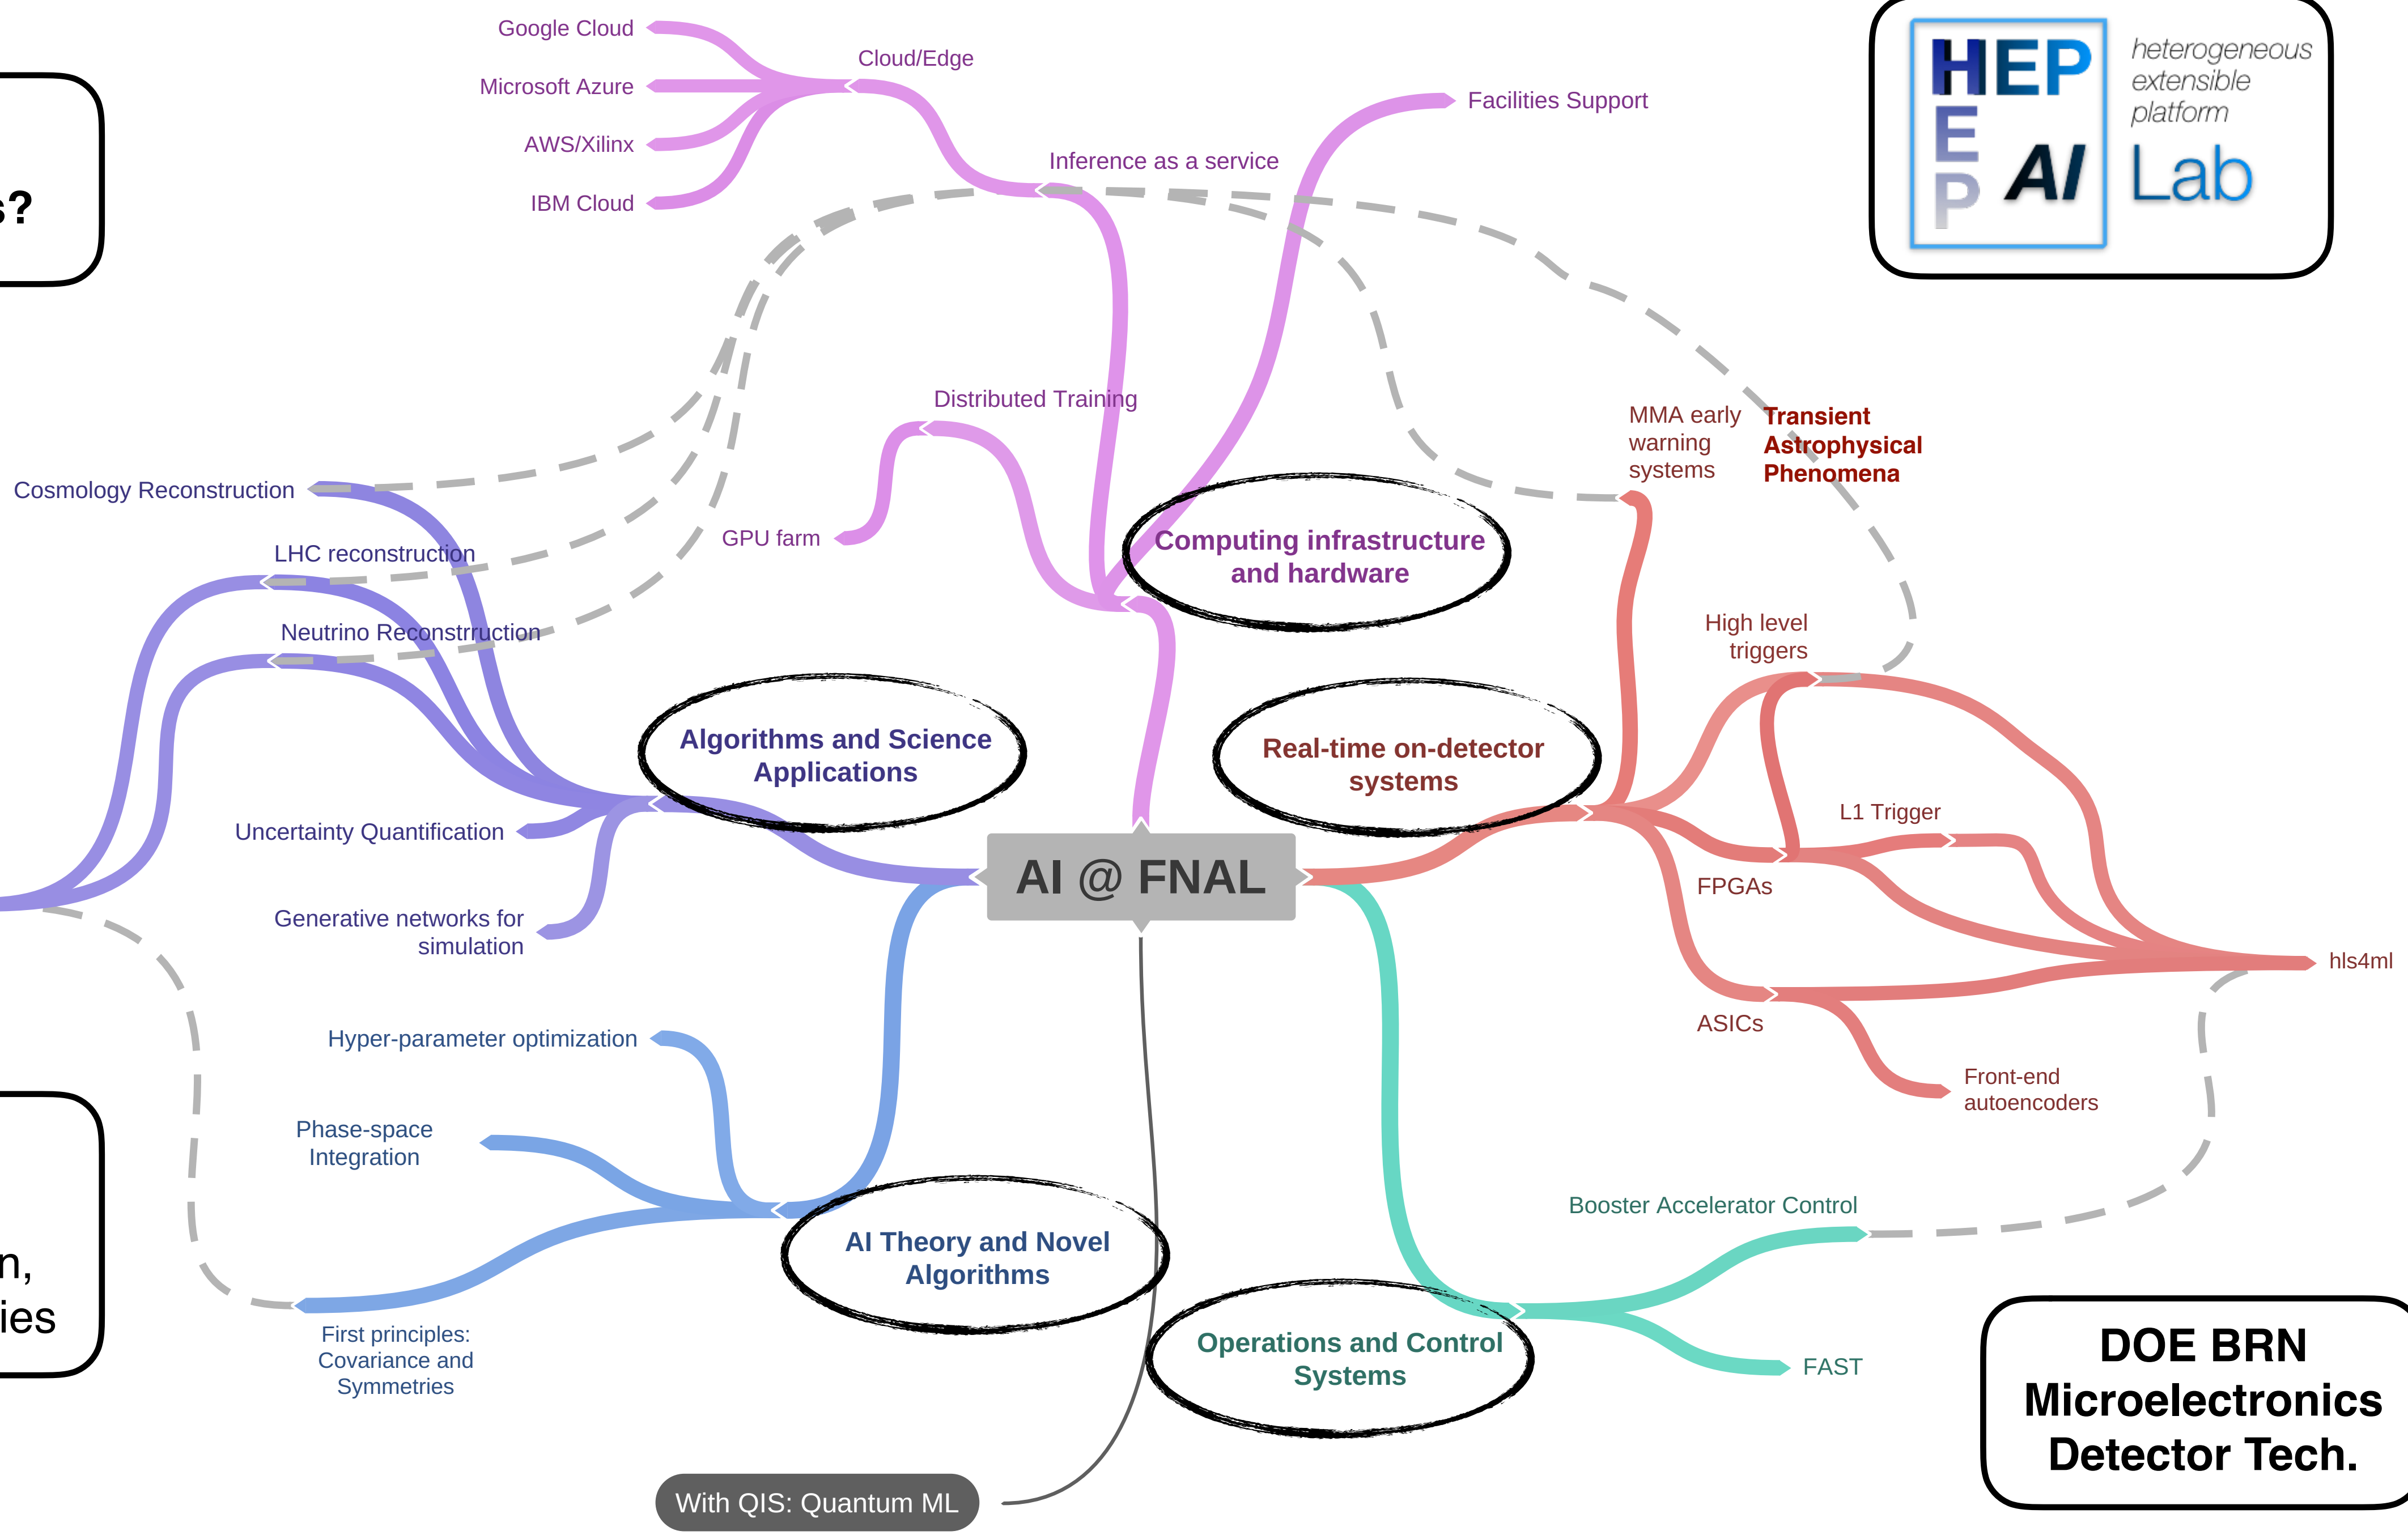 Google Cloud
Microsoft Azure
AWS/Xilinx
IBM Cloud
Cloud/Edge
Inference as a service
Facilities Support
HEP
E
P
AI
heterogeneous
extensible
platform
Lab
s?
Distributed Training
GPU farm
Computing infrastructure
and hardware
MMA early
warning
systems
Transient
Astrophysical
Phenomena
Cosmology Reconstruction
LHC reconstruction
Neutrino Reconstrruction
Algorithms and Science
Applications
Uncertainty Quantification
Generative networks for
simulation
Real-time on-detector
systems
High level
triggers
L1 Trigger
FPGAs
ASICs
hls4ml
Front-end
autoencoders
AI @ FNAL
Hyper-parameter optimization
Phase-space
Integration
AI Theory and Novel
Algorithms
First principles:
Covariance and
Symmetries
n,
ies
Booster Accelerator Control
Operations and Control
Systems
FAST
DOE BRN
Microelectronics
Detector Tech.
With QIS: Quantum ML